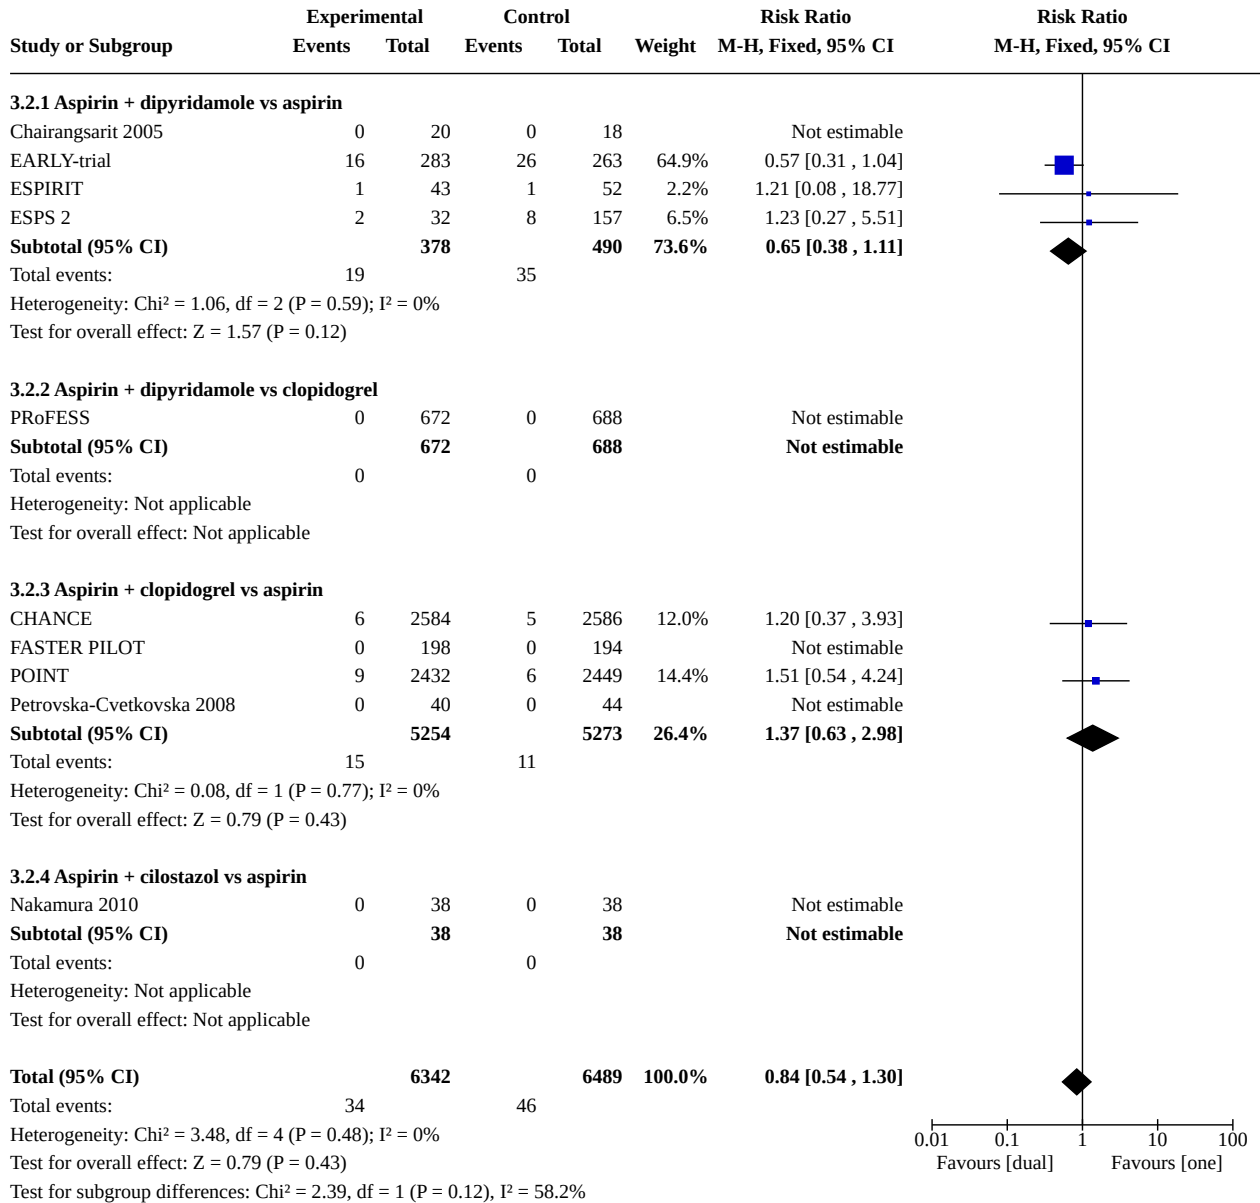 Experimental Control Risk Ratio Risk Ratio
Study or Subgroup Events Total Events Total Weight M-H, Fixed, 95% CI M-H, Fixed, 95% CI
3.2.1 Aspirin + dipyridamole vs aspirin
Chairangsarit 2005 0 20 0 18 Not estimable
EARLY-trial 16 283 26 263 64.9% 0.57 [0.31 , 1.04]
ESPIRIT 1 43 1 52 2.2% 1.21 [0.08 , 18.77]
ESPS 2 2 32 8 157 6.5% 1.23 [0.27 , 5.51]
Subtotal (95% CI) 378 490 73.6% 0.65 [0.38 , 1.11]
Total events: 19 35
Heterogeneity: Chi² = 1.06, df = 2 (P = 0.59); I² = 0%
Test for overall effect: Z = 1.57 (P = 0.12)
3.2.2 Aspirin + dipyridamole vs clopidogrel
PRoFESS 0 672 0 688 Not estimable
Subtotal (95% CI) 672 688 Not estimable
Total events: 0 0
Heterogeneity: Not applicable
Test for overall effect: Not applicable
3.2.3 Aspirin + clopidogrel vs aspirin
CHANCE 6 2584 5 2586 12.0% 1.20 [0.37 , 3.93]
FASTER PILOT 0 198 0 194 Not estimable
POINT 9 2432 6 2449 14.4% 1.51 [0.54 , 4.24]
Petrovska-Cvetkovska 2008 0 40 0 44 Not estimable
Subtotal (95% CI) 5254 5273 26.4% 1.37 [0.63 , 2.98]
Total events: 15 11
Heterogeneity: Chi² = 0.08, df = 1 (P = 0.77); I² = 0%
Test for overall effect: Z = 0.79 (P = 0.43)
3.2.4 Aspirin + cilostazol vs aspirin
Nakamura 2010 0 38 0 38 Not estimable
Subtotal (95% CI) 38 38 Not estimable
Total events: 0 0
Heterogeneity: Not applicable
Test for overall effect: Not applicable
Total (95% CI) 6342 6489 100.0% 0.84 [0.54 , 1.30]
Total events: 34 46
Heterogeneity: Chi² = 3.48, df = 4 (P = 0.48); I² = 0%
Test for overall effect: Z = 0.79 (P = 0.43)
Test for subgroup differences: Chi² = 2.39, df = 1 (P = 0.12), I² = 58.2%
0.01 0.1 1 10 100
Favours [dual] Favours [one]